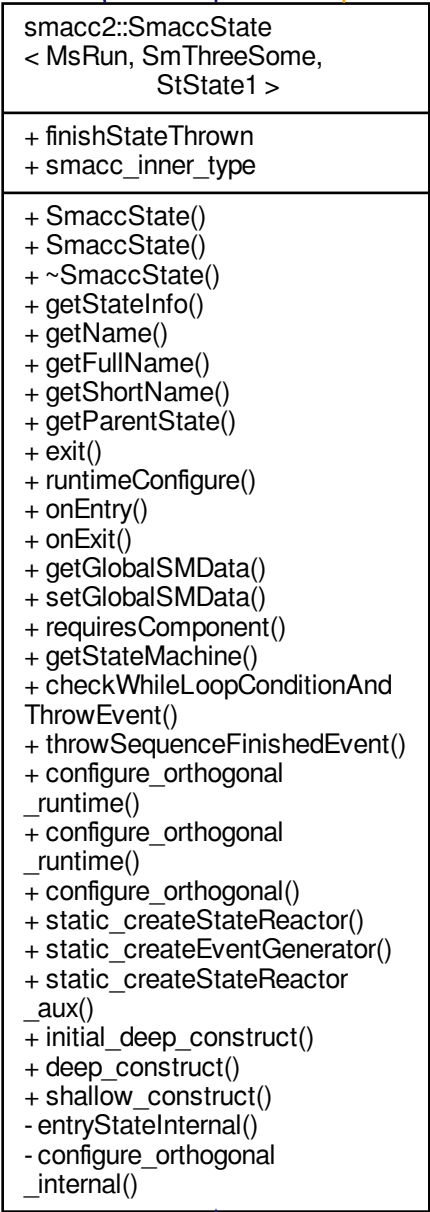 smacc2::SmaccState
< MsRun, SmThreeSome,
StState1 >
+ finishStateThrown
+ smacc_inner_type
+ SmaccState()
+ SmaccState()
+ ~SmaccState()
+ getStateInfo()
+ getName()
+ getFullName()
+ getShortName()
+ getParentState()
+ exit()
+ runtimeConfigure()
+ onEntry()
+ onExit()
+ getGlobalSMData()
+ setGlobalSMData()
+ requiresComponent()
+ getStateMachine()
+ checkWhileLoopConditionAnd
ThrowEvent()
+ throwSequenceFinishedEvent()
+ configure_orthogonal
_runtime()
+ configure_orthogonal
_runtime()
+ configure_orthogonal()
+ static_createStateReactor()
+ static_createEventGenerator()
+ static_createStateReactor
_aux()
+ initial_deep_construct()
+ deep_construct()
+ shallow_construct()
- entryStateInternal()
- configure_orthogonal
_internal()